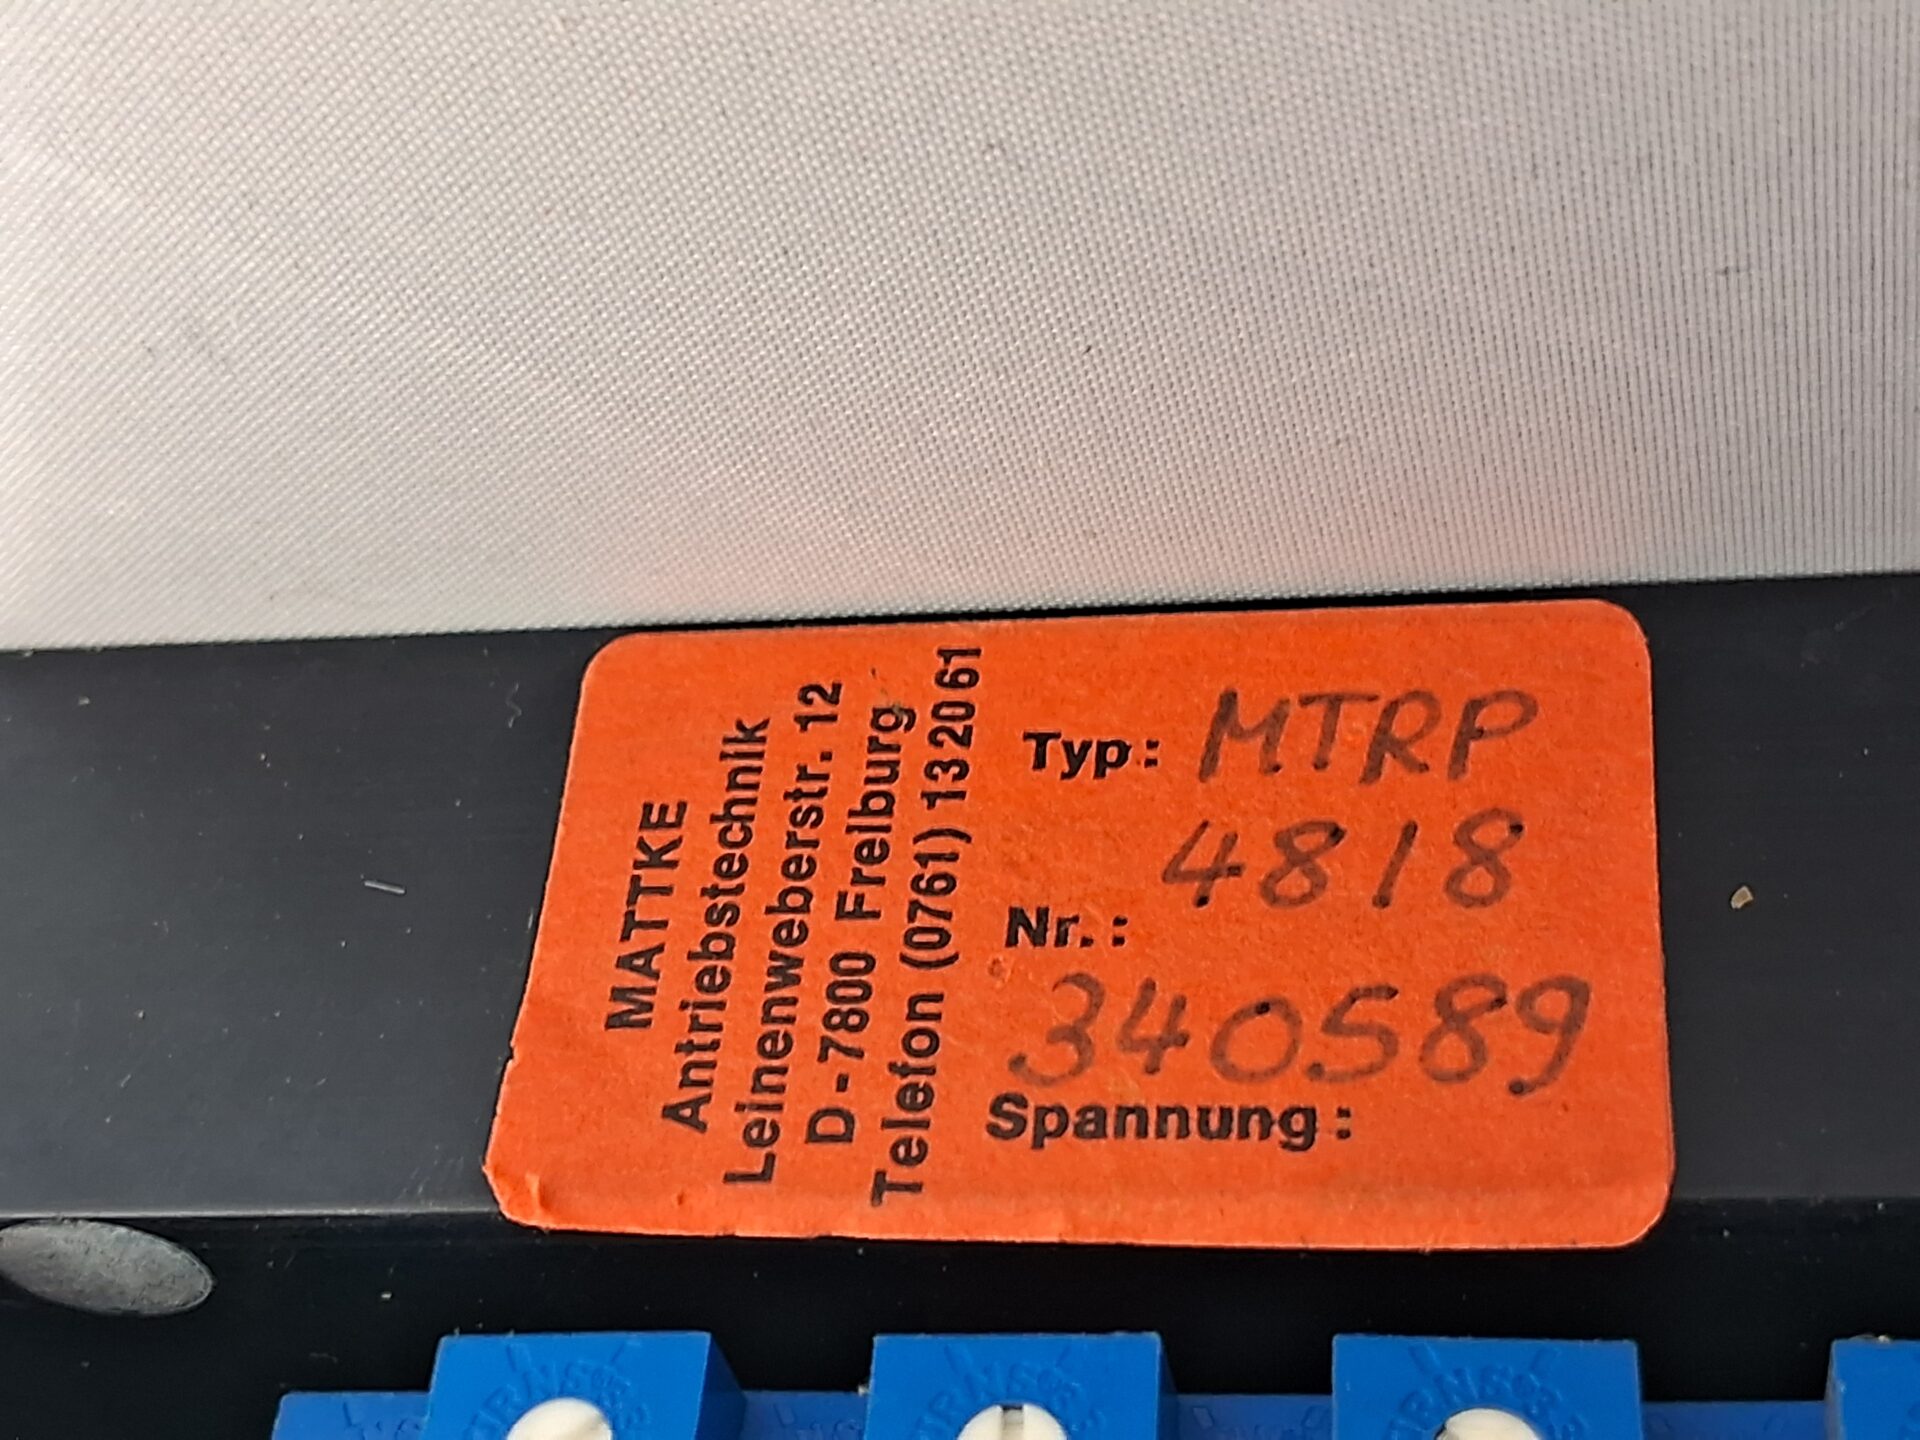 MATTKE
Antriebstechnik
Leinenweberstr. 12
D - 7800 Freiburg
Telefon (0761) 132061
Typ: MTRP
4818
Nr.:
340589
Spannung: